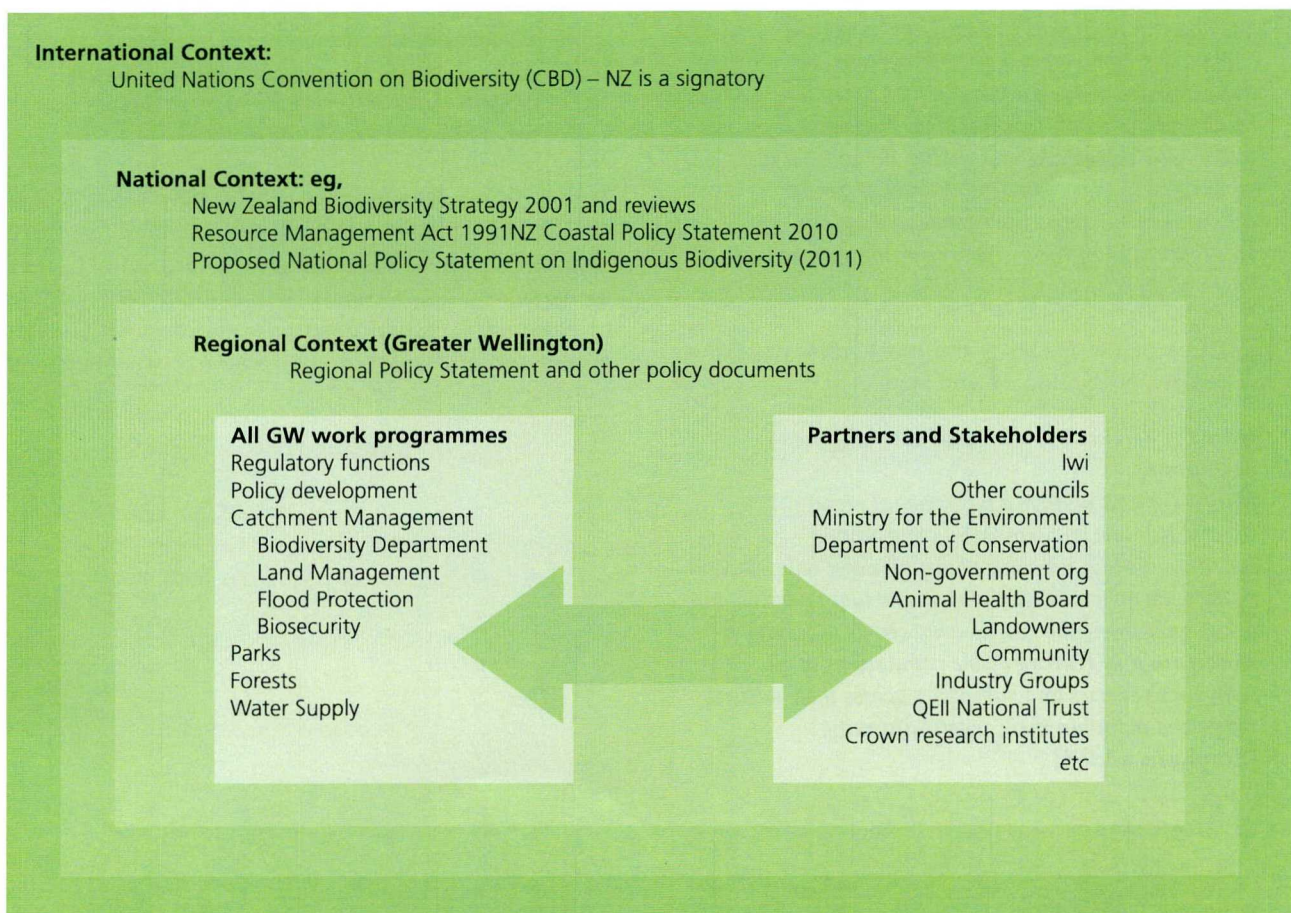 International Context:
United Nations Convention on Biodiversity (CBD) – NZ is a signatory
National Context: eg,
New Zealand Biodiversity Strategy 2001 and reviews
Resource Management Act 1991NZ Coastal Policy Statement 2010
Proposed National Policy Statement on Indigenous Biodiversity (2011)
Regional Context (Greater Wellington)
Regional Policy Statement and other policy documents
All GW work programmes
Regulatory functions
Policy development
Catchment Management
Biodiversity Department
Land Management
Flood Protection
Biosecurity
Parks
Forests
Water Supply
Partners and Stakeholders
Iwi
Other councils
Ministry for the Environment
Department of Conservation
Non-government org
Animal Health Board
Landowners
Community
Industry Groups
QEII National Trust
Crown research institutes
etc